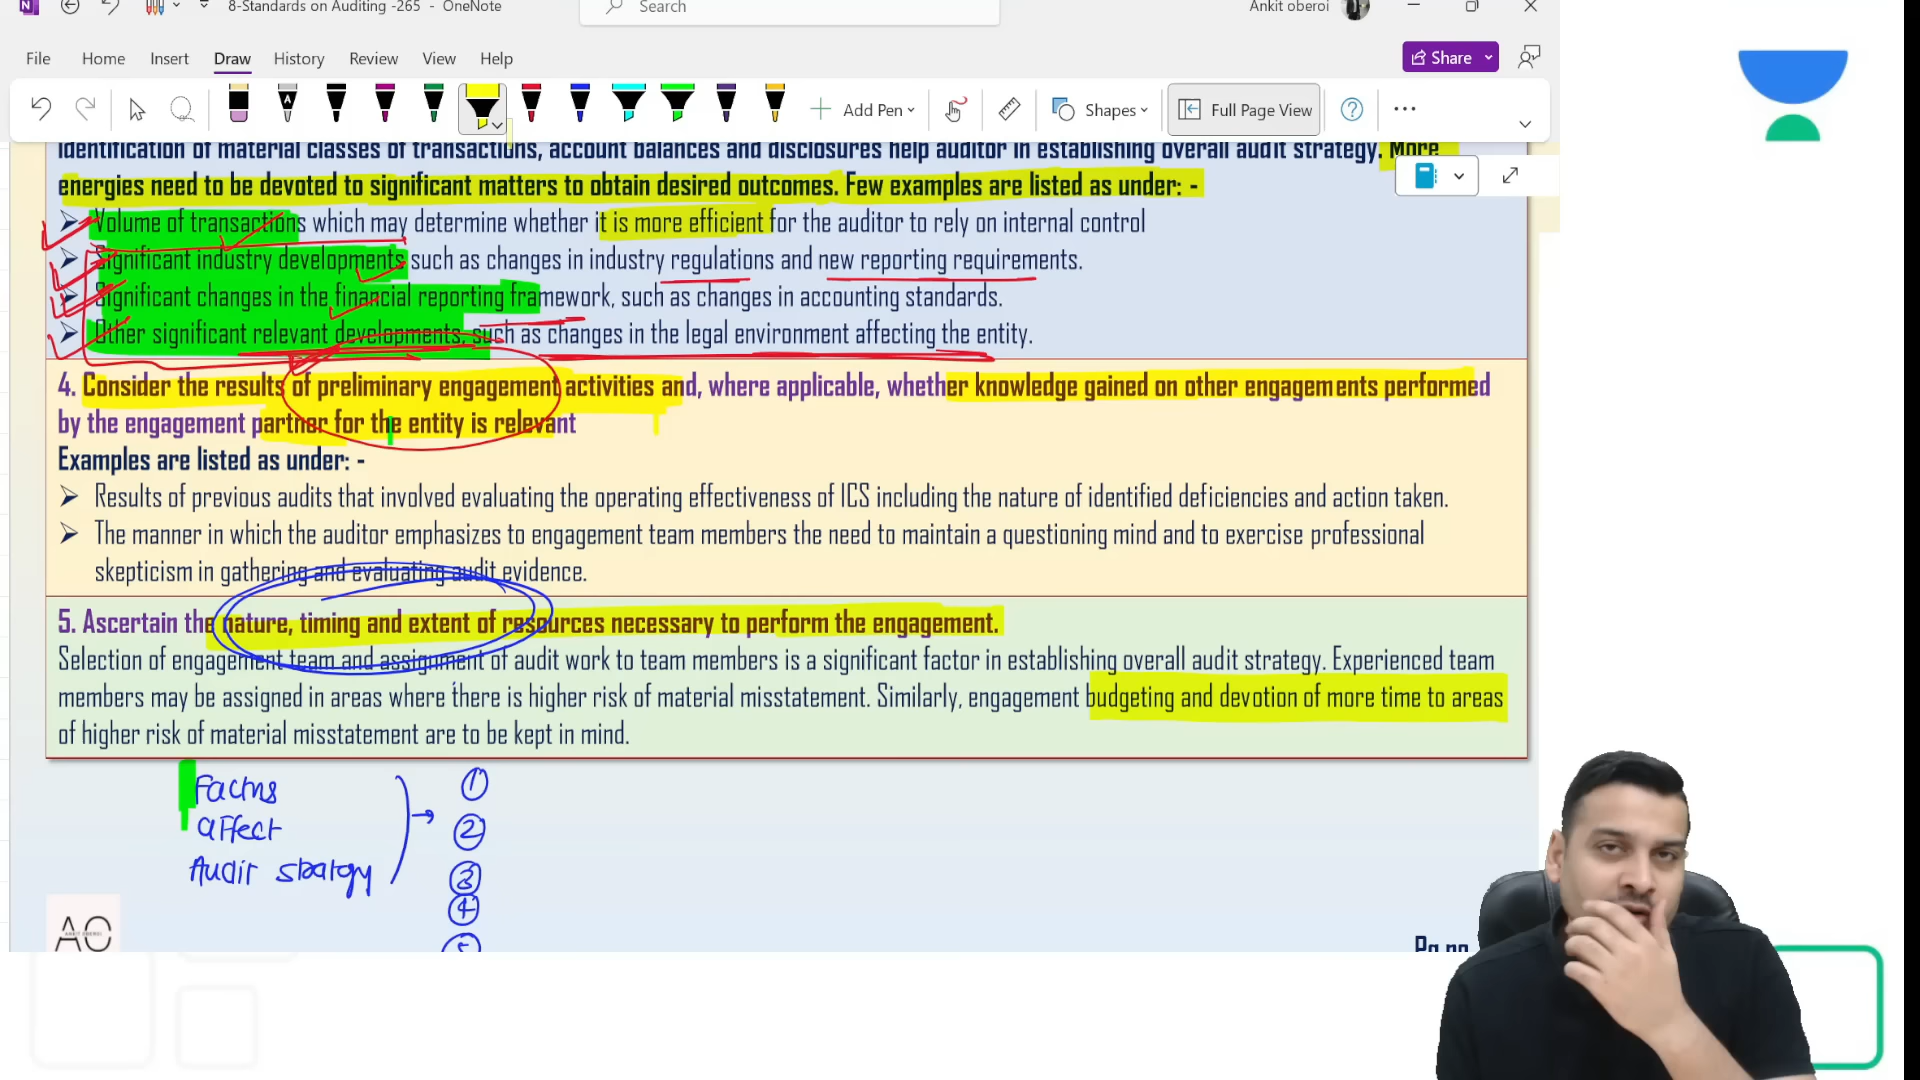 8-Standards on Auditing -265 - OneNote
Search
Ankit oberoi
File Home Insert Draw History Review View Help
Share
Add Pen
Shapes
Full Page View
Identification of material classes of transactions, account balances and disclosures help auditor in establishing overall audit strategy. More
energies need to be devoted to significant matters to obtain desired outcomes. Few examples are listed as under: -
Volume of transactions which may determine whether it is more efficient for the auditor to rely on internal control
Significant industry developments such as changes in industry regulations and new reporting requirements.
Significant changes in the financial reporting framework, such as changes in accounting standards.
Other significant relevant developments, such as changes in the legal environment affecting the entity.
4. Consider the results of preliminary engagement activities and, where applicable, whether knowledge gained on other engagements performed
by the engagement partner for the entity is relevant
Examples are listed as under: -
Results of previous audits that involved evaluating the operating effectiveness of ICS including the nature of identified deficiencies and action taken.
The manner in which the auditor emphasizes to engagement team members the need to maintain a questioning mind and to exercise professional
skepticism in gathering and evaluating audit evidence.
5. Ascertain the nature, timing and extent of resources necessary to perform the engagement.
Selection of engagement team and assignment of audit work to team members is a significant factor in establishing overall audit strategy. Experienced team
members may be assigned in areas where there is higher risk of material misstatement. Similarly, engagement budgeting and devotion of more time to areas
of higher risk of material misstatement are to be kept in mind.
Factors
affect
Audit strategy
1
2
3
4
5
AO
Pg no